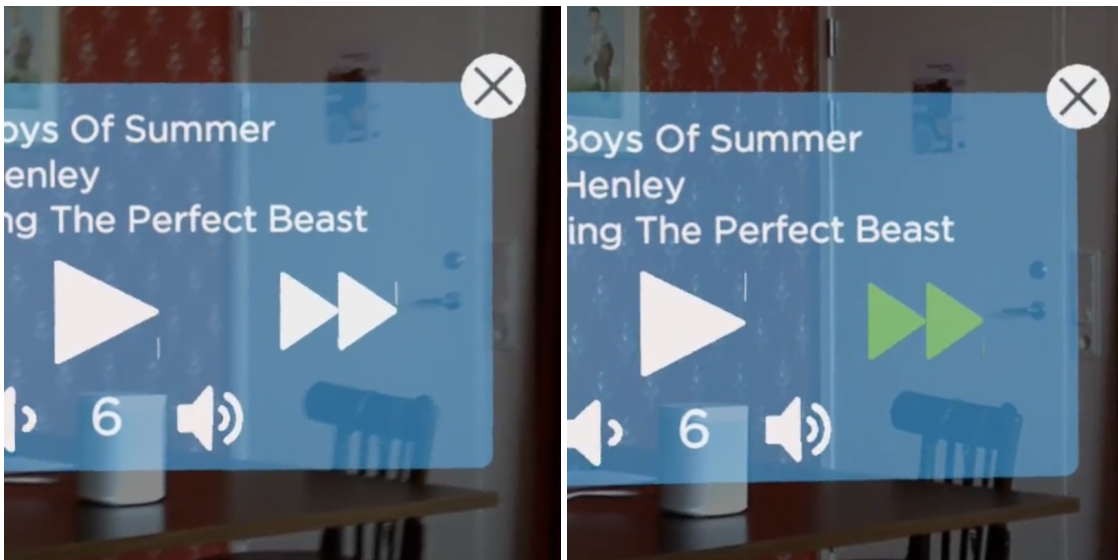 oys Of Summer
enley
ng The Perfect Beast
6
Boys Of Summer
Henley
ing The Perfect Beast
6